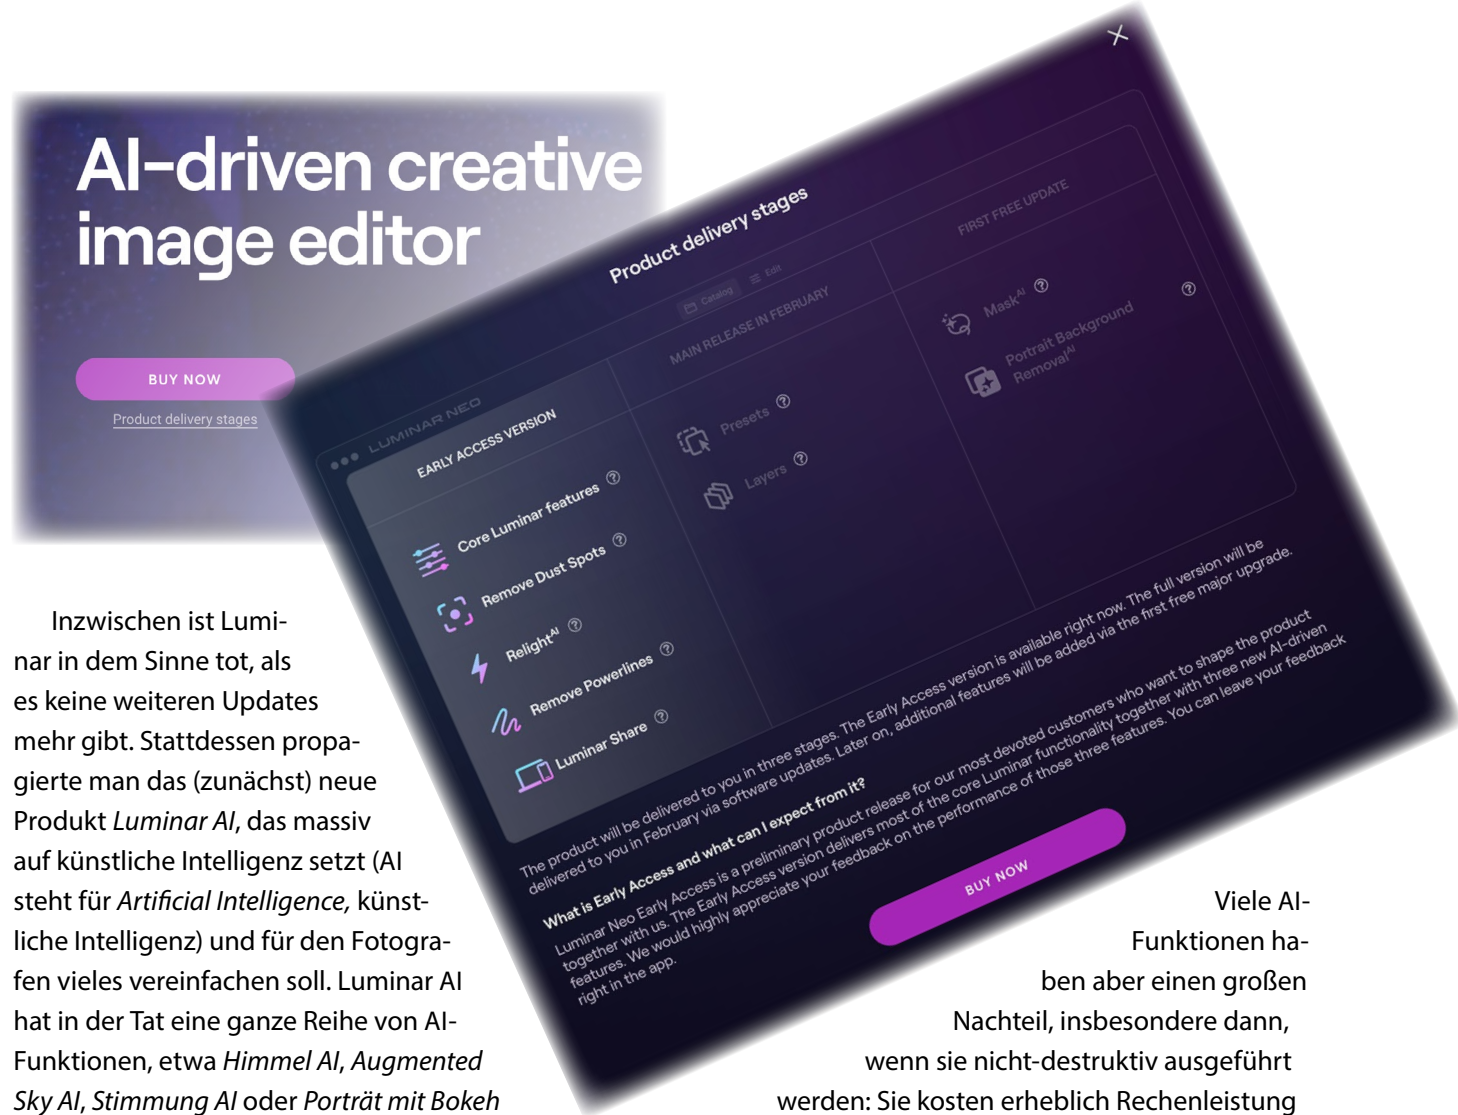 AI-driven creative
image editor
BUY NOW
Product delivery stages
Product delivery stages
Catalog
Edit
LUMINAR NEO
EARLY ACCESS VERSION
Core Luminar features
Remove Dust Spots
Relight AI
Remove Powerlines
Luminar Share
MAIN RELEASE IN FEBRUARY
Presets
Layers
FIRST FREE UPDATE
Mask AI
Portrait Background
Removal AI
The product will be delivered to you in three stages. The Early Access version is available right now. The full version will be
delivered to you in February via software updates. Later on, additional features will be added via the first free major upgrade.
What is Early Access and what can I expect from it?
Luminar Neo Early Access is a preliminary product release for our most devoted customers who want to shape the product
together with us. The Early Access version delivers most of the core Luminar functionality together with three new AI-driven
features. We would highly appreciate your feedback on the performance of those three features. You can leave your feedback
right in the app.
BUY NOW
Inzwischen ist Lumi-
nar in dem Sinne tot, als
es keine weiteren Updates
mehr gibt. Stattdessen propa-
gierte man das (zunächst) neue
Produkt Luminar AI, das massiv
auf künstliche Intelligenz setzt (AI
steht für Artificial Intelligence, künst-
liche Intelligenz) und für den Fotogra-
fen vieles vereinfachen soll. Luminar AI
hat in der Tat eine ganze Reihe von AI-
Funktionen, etwa Himmel AI, Augmented
Sky AI, Stimmung AI oder Porträt mit Bokeh
Viele AI-
Funktionen ha-
ben aber einen großen
Nachteil, insbesondere dann,
wenn sie nicht-destruktiv ausgeführt
werden: Sie kosten erheblich Rechenleistung